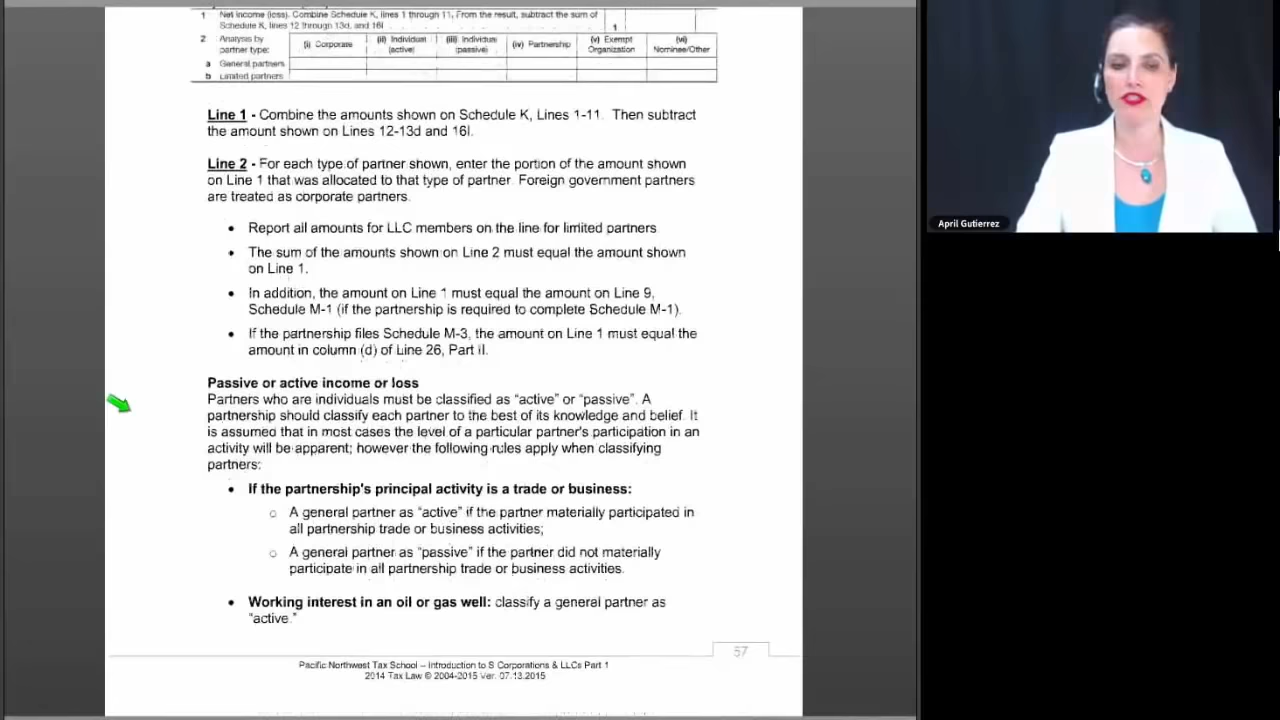 1 Net income (loss). Combine Schedule K, lines 1 through 11. From the result, subtract the sum of
Schedule K, lines 12 through 13d, and 16l 1
2 Analysis by
partner type:
(i) Corporate
(ii) Individual
(active)
(iii) Individual
(passive)
(iv) Partnership
(v) Exempt
Organization
(vi)
Nominee/Other
a General partners
b Limited partners
Line 1 - Combine the amounts shown on Schedule K, Lines 1-11. Then subtract
the amount shown on Lines 12-13d and 16l.
Line 2 - For each type of partner shown, enter the portion of the amount shown
on Line 1 that was allocated to that type of partner. Foreign government partners
are treated as corporate partners.
• Report all amounts for LLC members on the line for limited partners
• The sum of the amounts shown on Line 2 must equal the amount shown
on Line 1.
• In addition, the amount on Line 1 must equal the amount on Line 9,
Schedule M-1 (if the partnership is required to complete Schedule M-1).
• If the partnership files Schedule M-3, the amount on Line 1 must equal the
amount in column (d) of Line 26, Part II.
Passive or active income or loss
Partners who are individuals must be classified as "active" or "passive". A
partnership should classify each partner to the best of its knowledge and belief. It
is assumed that in most cases the level of a particular partner's participation in an
activity will be apparent; however the following rules apply when classifying
partners:
• If the partnership's principal activity is a trade or business:
○ A general partner as "active" if the partner materially participated in
all partnership trade or business activities;
○ A general partner as "passive" if the partner did not materially
participate in all partnership trade or business activities.
• Working interest in an oil or gas well: classify a general partner as
"active."
57
Pacific Northwest Tax School – Introduction to S Corporations & LLCs Part 1
2014 Tax Law © 2004-2015 Ver. 07.13.2015
April Gutierrez